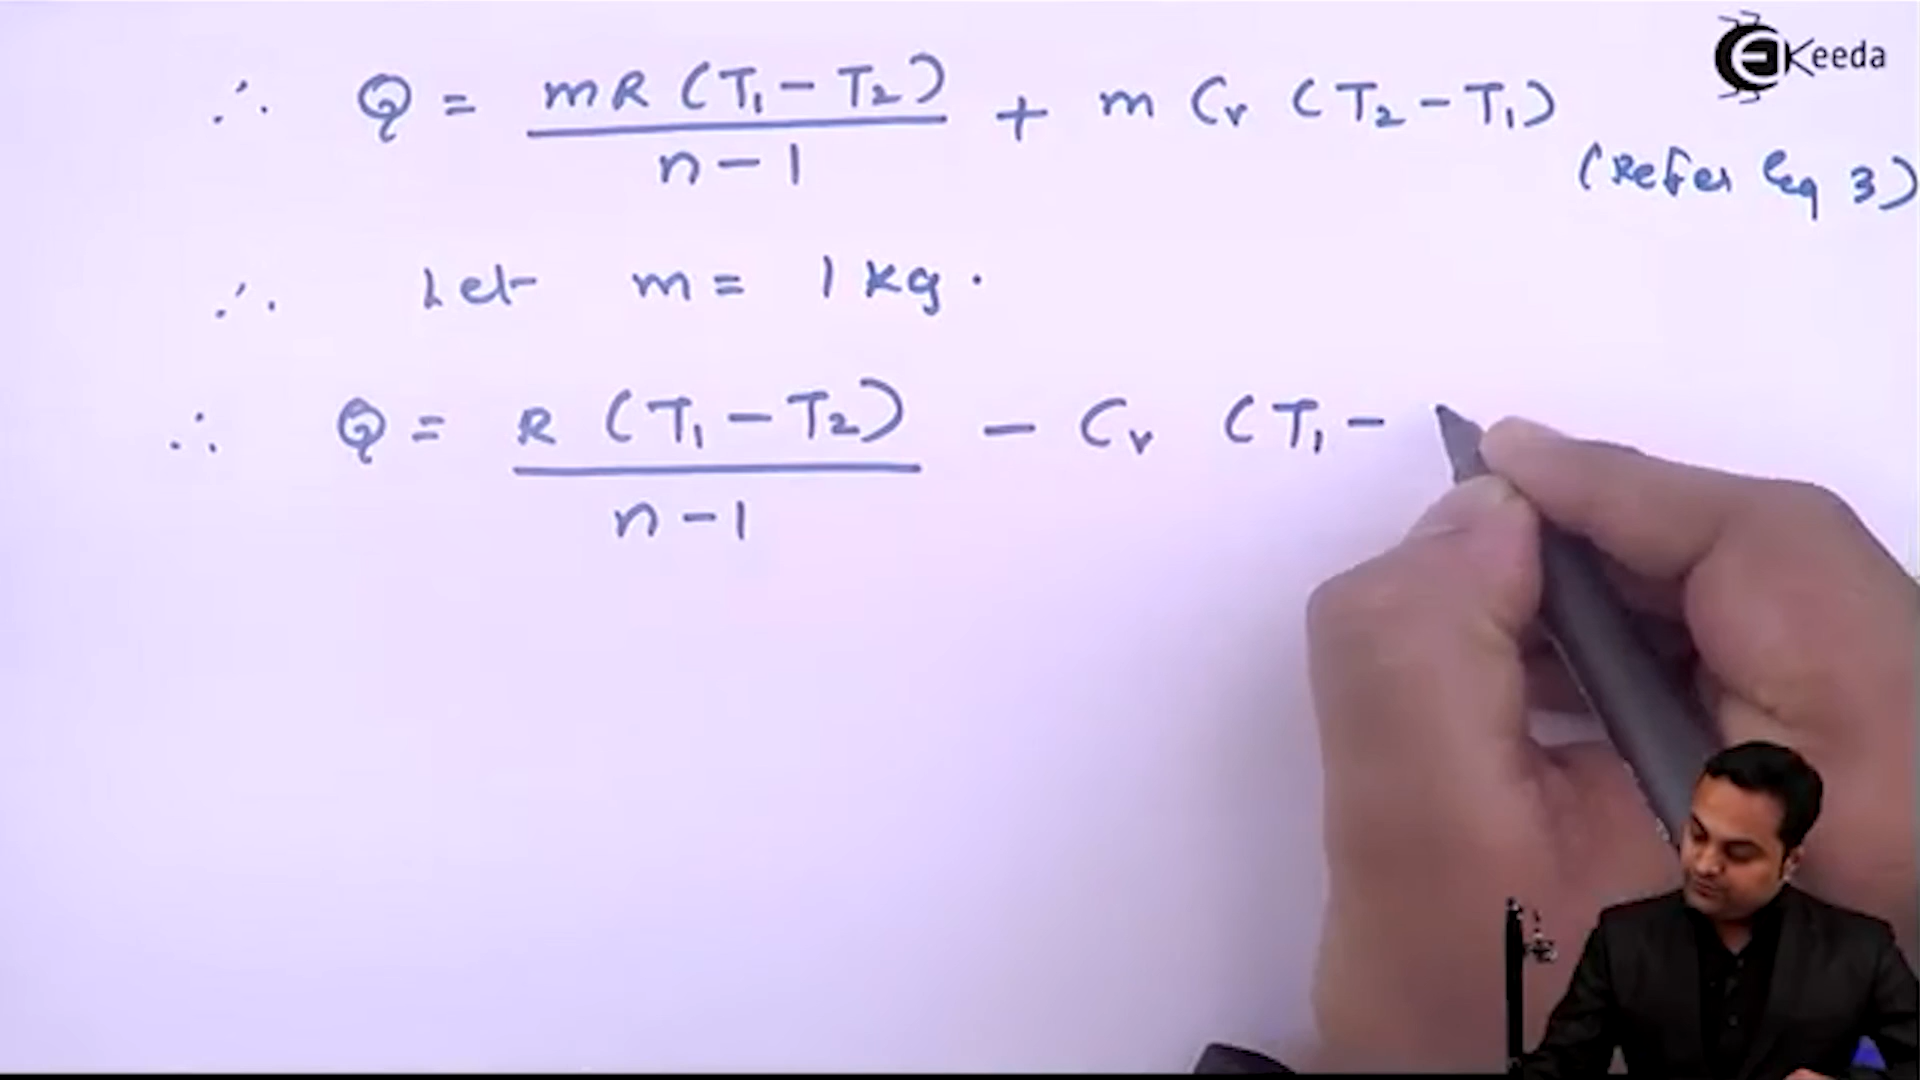 Keeda
∴ Q = mR (T₁ − T₂) / n − 1 + m Cv (T₂ − T₁)
(Refer Eq 3)
∴ Let m = 1 kg.
∴ Q = R (T₁ − T₂) / n − 1 − Cv (T₁ −